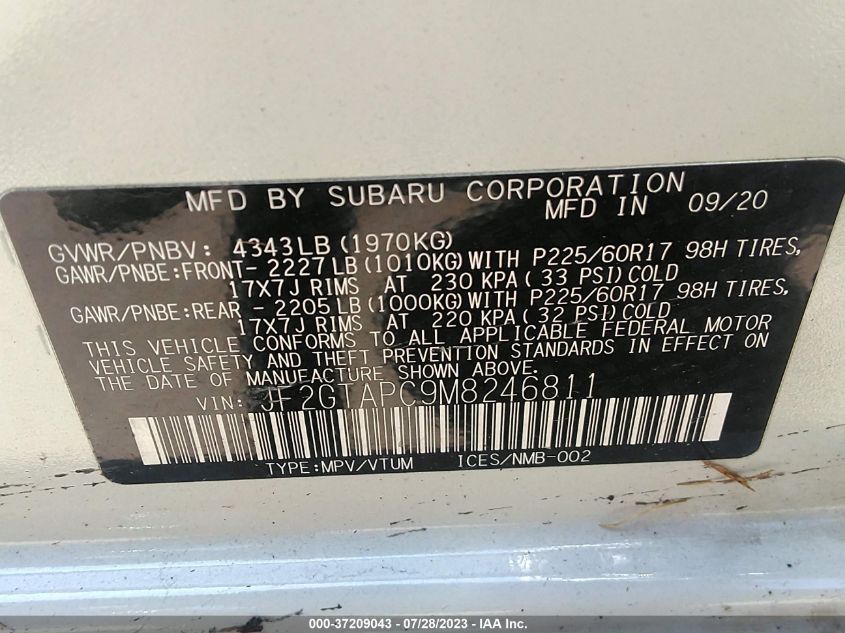 MFD BY SUBARU CORPORATION
MFD IN 09/20
GVWR/PNBV: 4343LB (1970KG)
GAWR/PNBE:FRONT- 2227LB(1010KG)WITH P225/60R17 98H TIRES,
17X7J RIMS AT 230 KPA( 33 PSI)COLD
GAWR/PNBE:REAR - 2205LB(1000KG)WITH P225/60R17 98H TIRES,
17X7J RIMS AT 220 KPA( 32 PSI)COLD
THIS VEHICLE CONFORMS TO ALL APPLICABLE FEDERAL MOTOR
VEHICLE SAFETY AND THEFT PREVENTION STANDARDS IN EFFECT ON
THE DATE OF MANUFACTURE SHOWN ABOVE.
VIN: JF2GTAPC9M8246811
TYPE:MPV/VTUM ICES/NMB-002
000-37209043 - 07/28/2023 - IAA Inc.